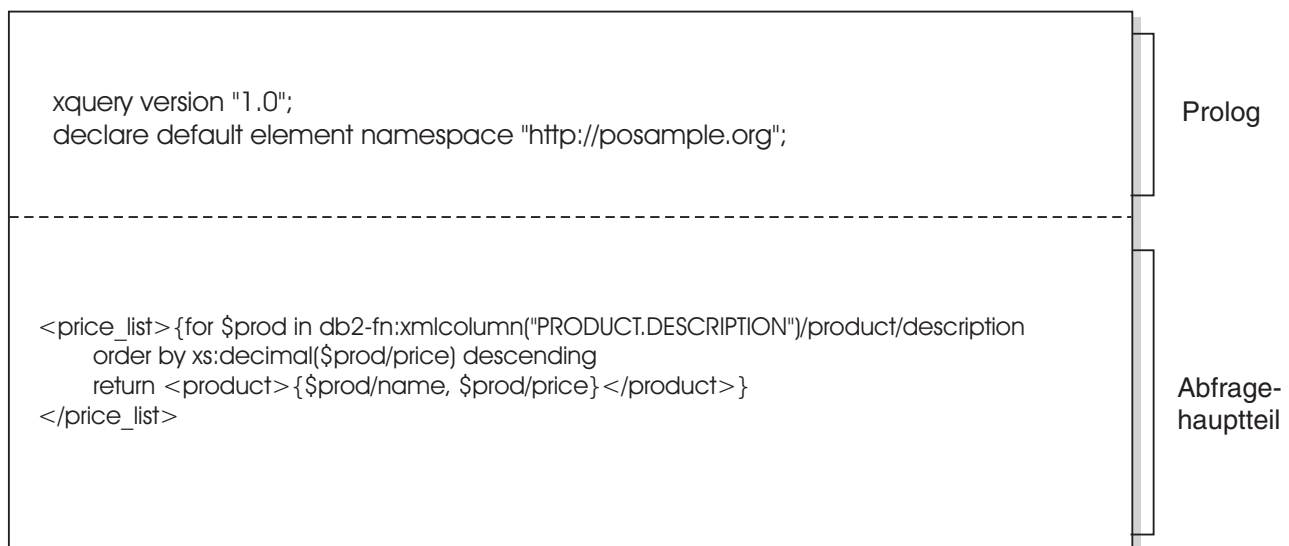 xquery version "1.0";
declare default element namespace "http://posample.org";
Prolog
<price_list>{for $prod in db2-fn:xmlcolumn("PRODUCT.DESCRIPTION")/product/description
order by xs:decimal($prod/price) descending
return <product>{$prod/name, $prod/price}</product>}
</price_list>
Abfrage-
hauptteil